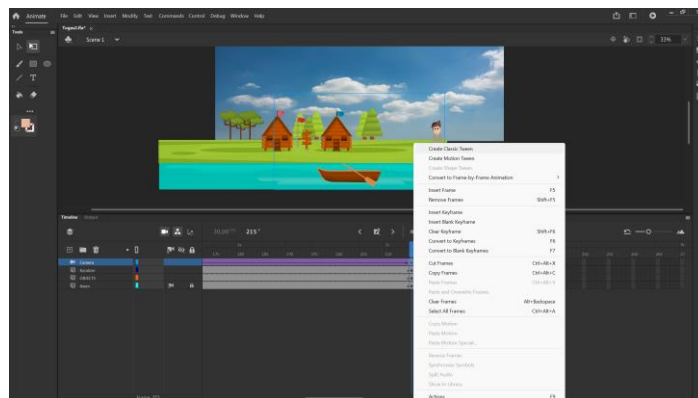 Animate File Edit View Insert Modify Text Commands Control Debug Window Help
Tools
Scene 1 33%
T
Create Classic Tween
Create Motion Tween
Create Shape Tween
Convert to Frame-by-Frame Animation
Insert Frame F5
Remove Frames Shift+F5
Insert Keyframe
Insert Blank Keyframe
Clear Keyframe Shift+F6
Convert to Keyframes F6
Convert to Blank Keyframes F7
Cut Frames Ctrl+Alt+X
Copy Frames Ctrl+Alt+C
Paste Frames Ctrl+Alt+V
Paste and Overwrite Frames
Clear Frames Alt+Backspace
Select All Frames Ctrl+Alt+A
Copy Motion
Paste Motion
Paste Motion Special...
Reverse Frames
Synchronize Symbols
Split Audio
Show In Library
Actions F9
Timeline Output
215
Camera
OBJECTS